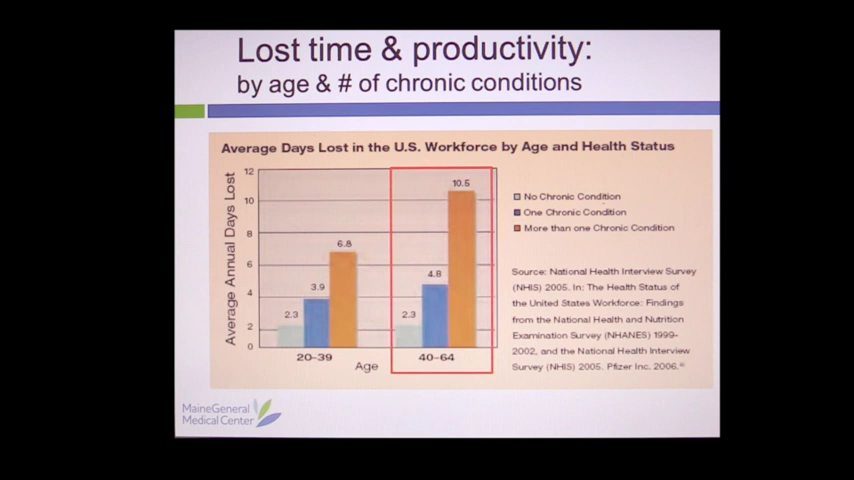 Lost time & productivity:
by age & # of chronic conditions
Average Days Lost in the U.S. Workforce by Age and Health Status
Average Annual Days Lost
12
10
8
6
4
2
0
2.3
3.9
6.8
2.3
4.8
10.5
20–39
40–64
Age
No Chronic Condition
One Chronic Condition
More than one Chronic Condition
Source: National Health Interview Survey
(NHIS) 2005. In: The Health Status of
the United States Workforce: Findings
from the National Health and Nutrition
Examination Survey (NHANES) 1999-
2002, and the National Health Interview
Survey (NHIS) 2005. Pfizer Inc. 2006.
MaineGeneral
Medical Center